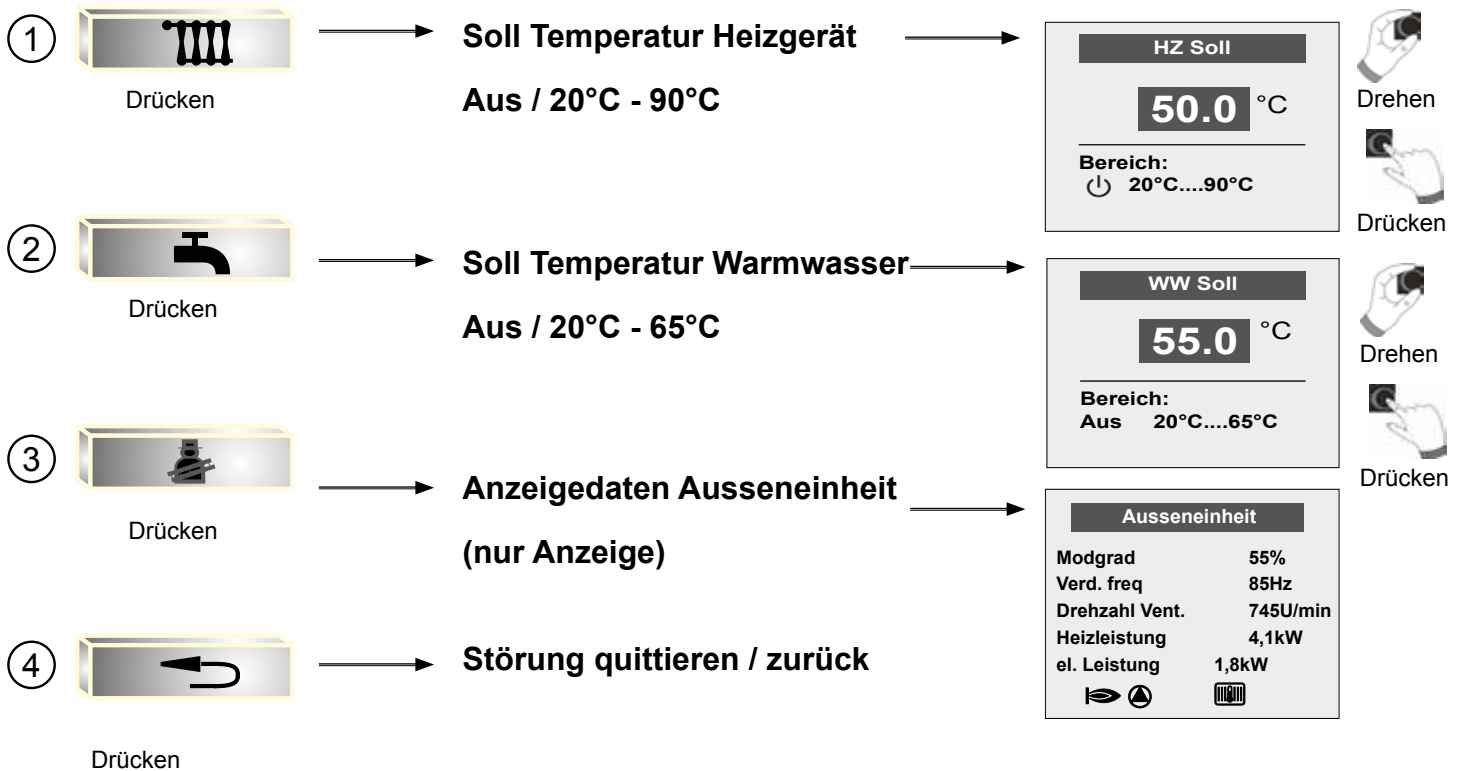 1
Drücken
Soll Temperatur Heizgerät
Aus / 20°C - 90°C
HZ Soll
50.0 °C
Bereich:
20°C....90°C
Drehen
Drücken
2
Drücken
Soll Temperatur Warmwasser
Aus / 20°C - 65°C
WW Soll
55.0 °C
Bereich:
Aus 20°C....65°C
Drehen
Drücken
3
Drücken
Anzeigedaten Ausseneinheit
(nur Anzeige)
Ausseneinheit
Modgrad 55%
Verd. freq 85Hz
Drehzahl Vent. 745U/min
Heizleistung 4,1kW
el. Leistung 1,8kW
4
Drücken
Störung quittieren / zurück